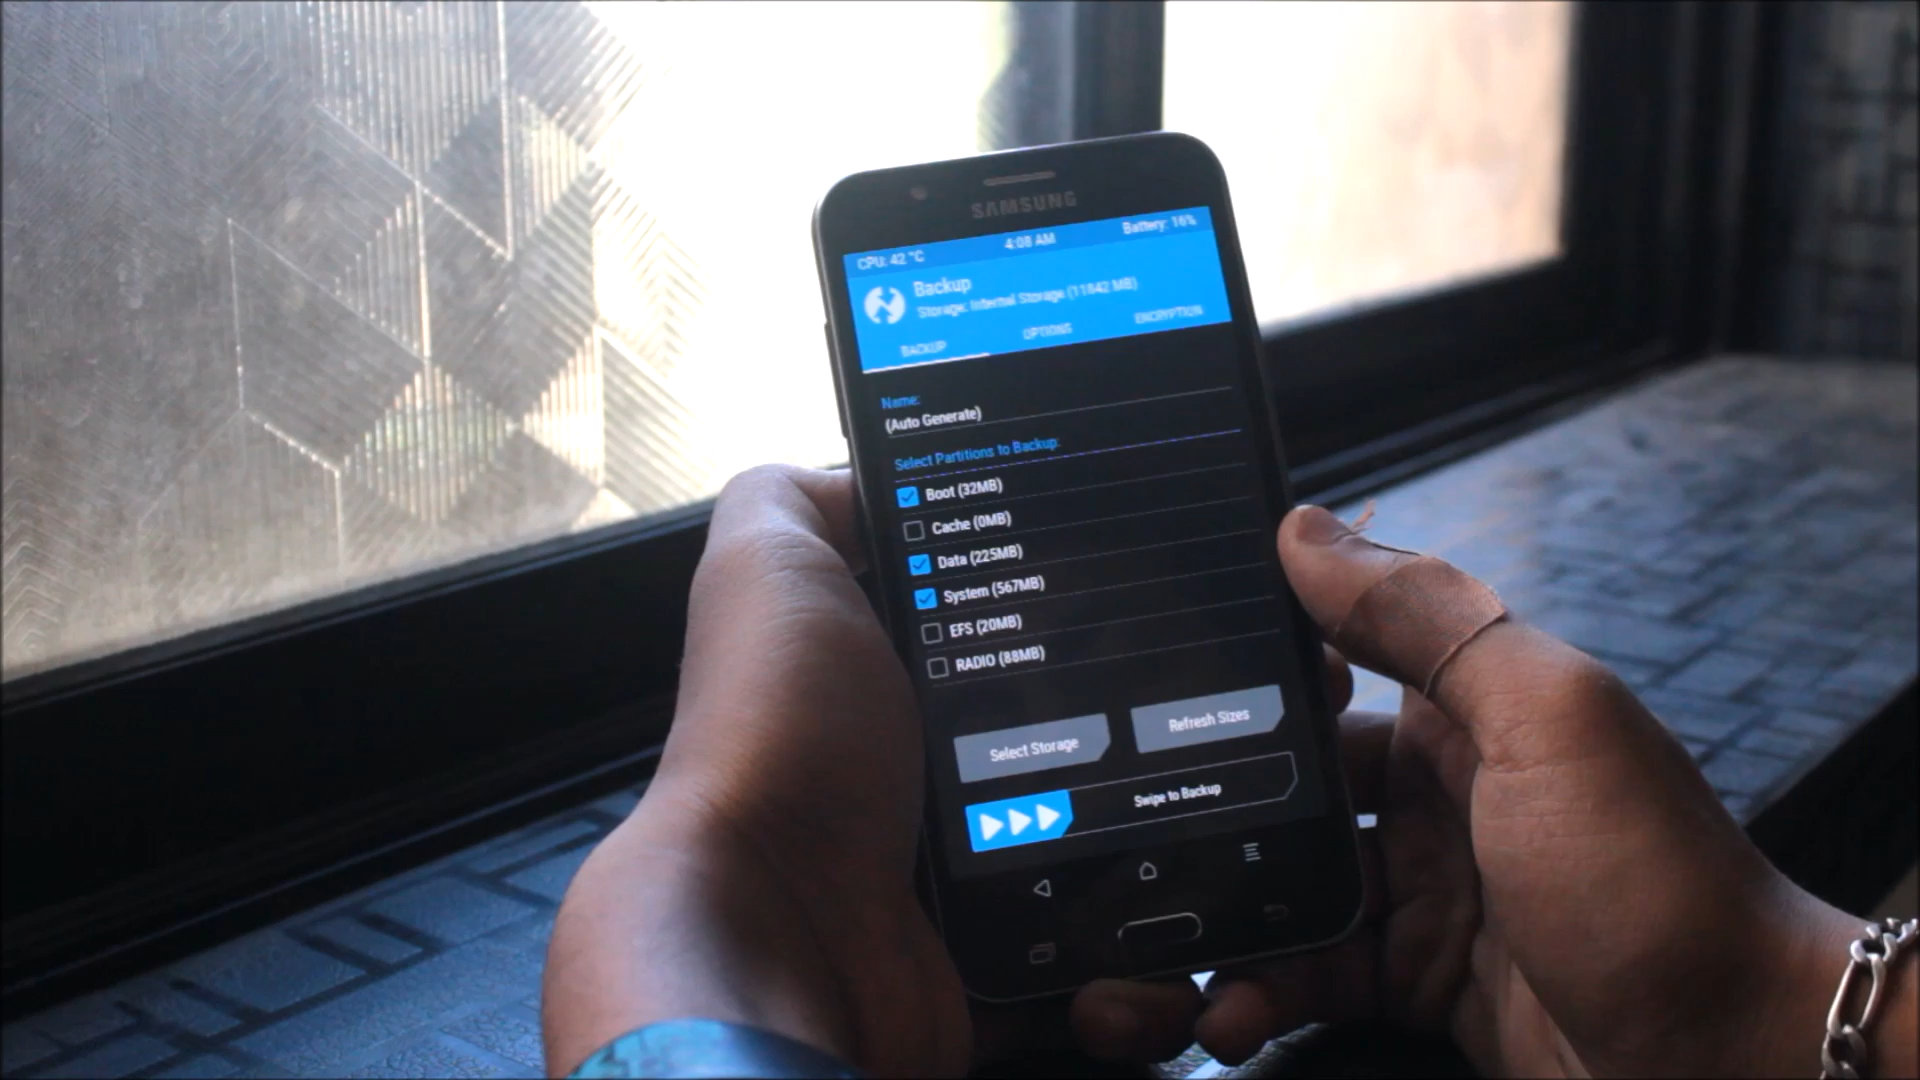 SAMSUNG
CPU: 42 °C 4:08 AM Battery: 16%
Backup
Storage: Internal Storage (11842 MB)
BACKUP OPTIONS ENCRYPTION
Name:
(Auto Generate)
Select Partitions to Backup:
Boot (32MB)
Cache (0MB)
Data (225MB)
System (567MB)
EFS (20MB)
RADIO (88MB)
Select Storage Refresh Sizes
Swipe to Backup